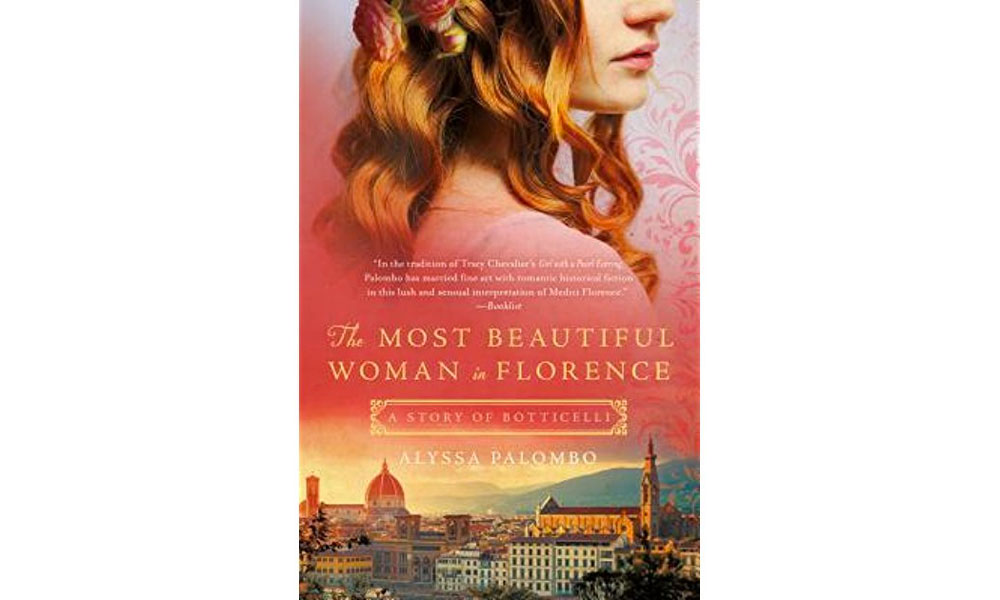 “In the tradition of Tracy Chevalier’s Girl with a Pearl Earring,
Palombo has married fine art with romantic historical fiction
in this lush and sensual interpretation of Medici Florence.”
—Booklist
The MOST BEAUTIFUL
WOMAN in FLORENCE
A STORY OF BOTTICELLI
ALYSSA PALOMBO